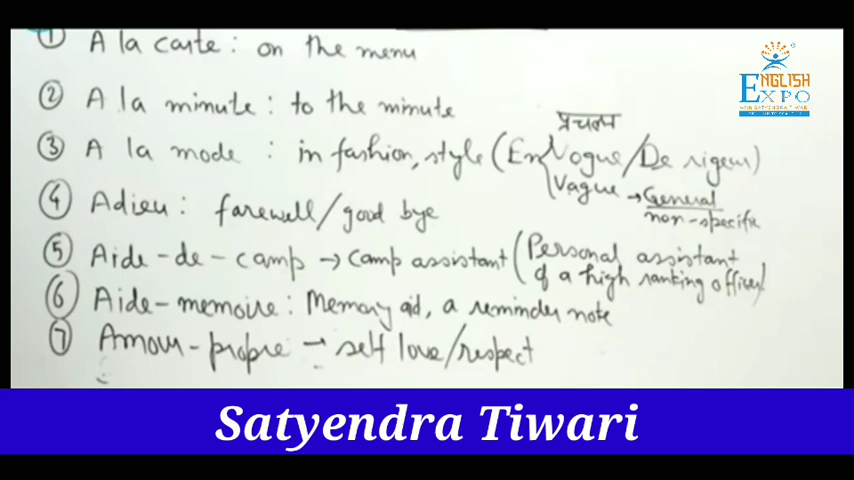 ① A la carte : on the menu
② A la minute : to the minute
प्रचलन
③ A la mode : in fashion, style (En Vogue/De rigeur)
Vague → General
non-specific
④ Adieu : farewell/good bye
⑤ Aide-de-camp → Camp assistant (Personal assistant
of a high ranking officer)
⑥ Aide-memoire : Memory aid, a reminder note
⑦ Amour-propre → self love/respect
ENGLISH
EXPO
Satyendra Tiwari